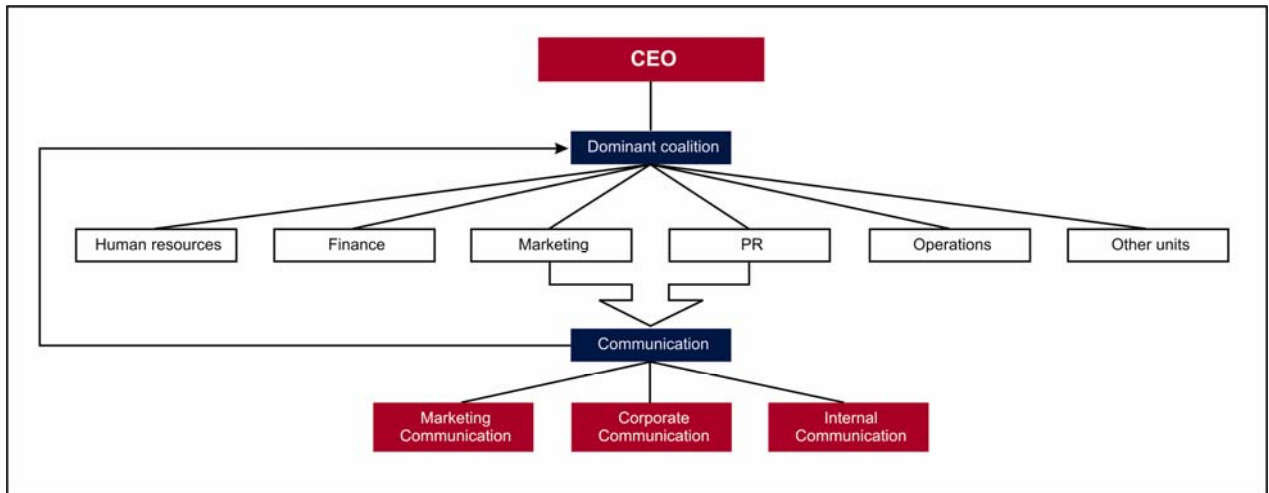 CEO
Dominant coalition
Human resources
Finance
Marketing
PR
Operations
Other units
Communication
Marketing
Communication
Corporate
Communication
Internal
Communication